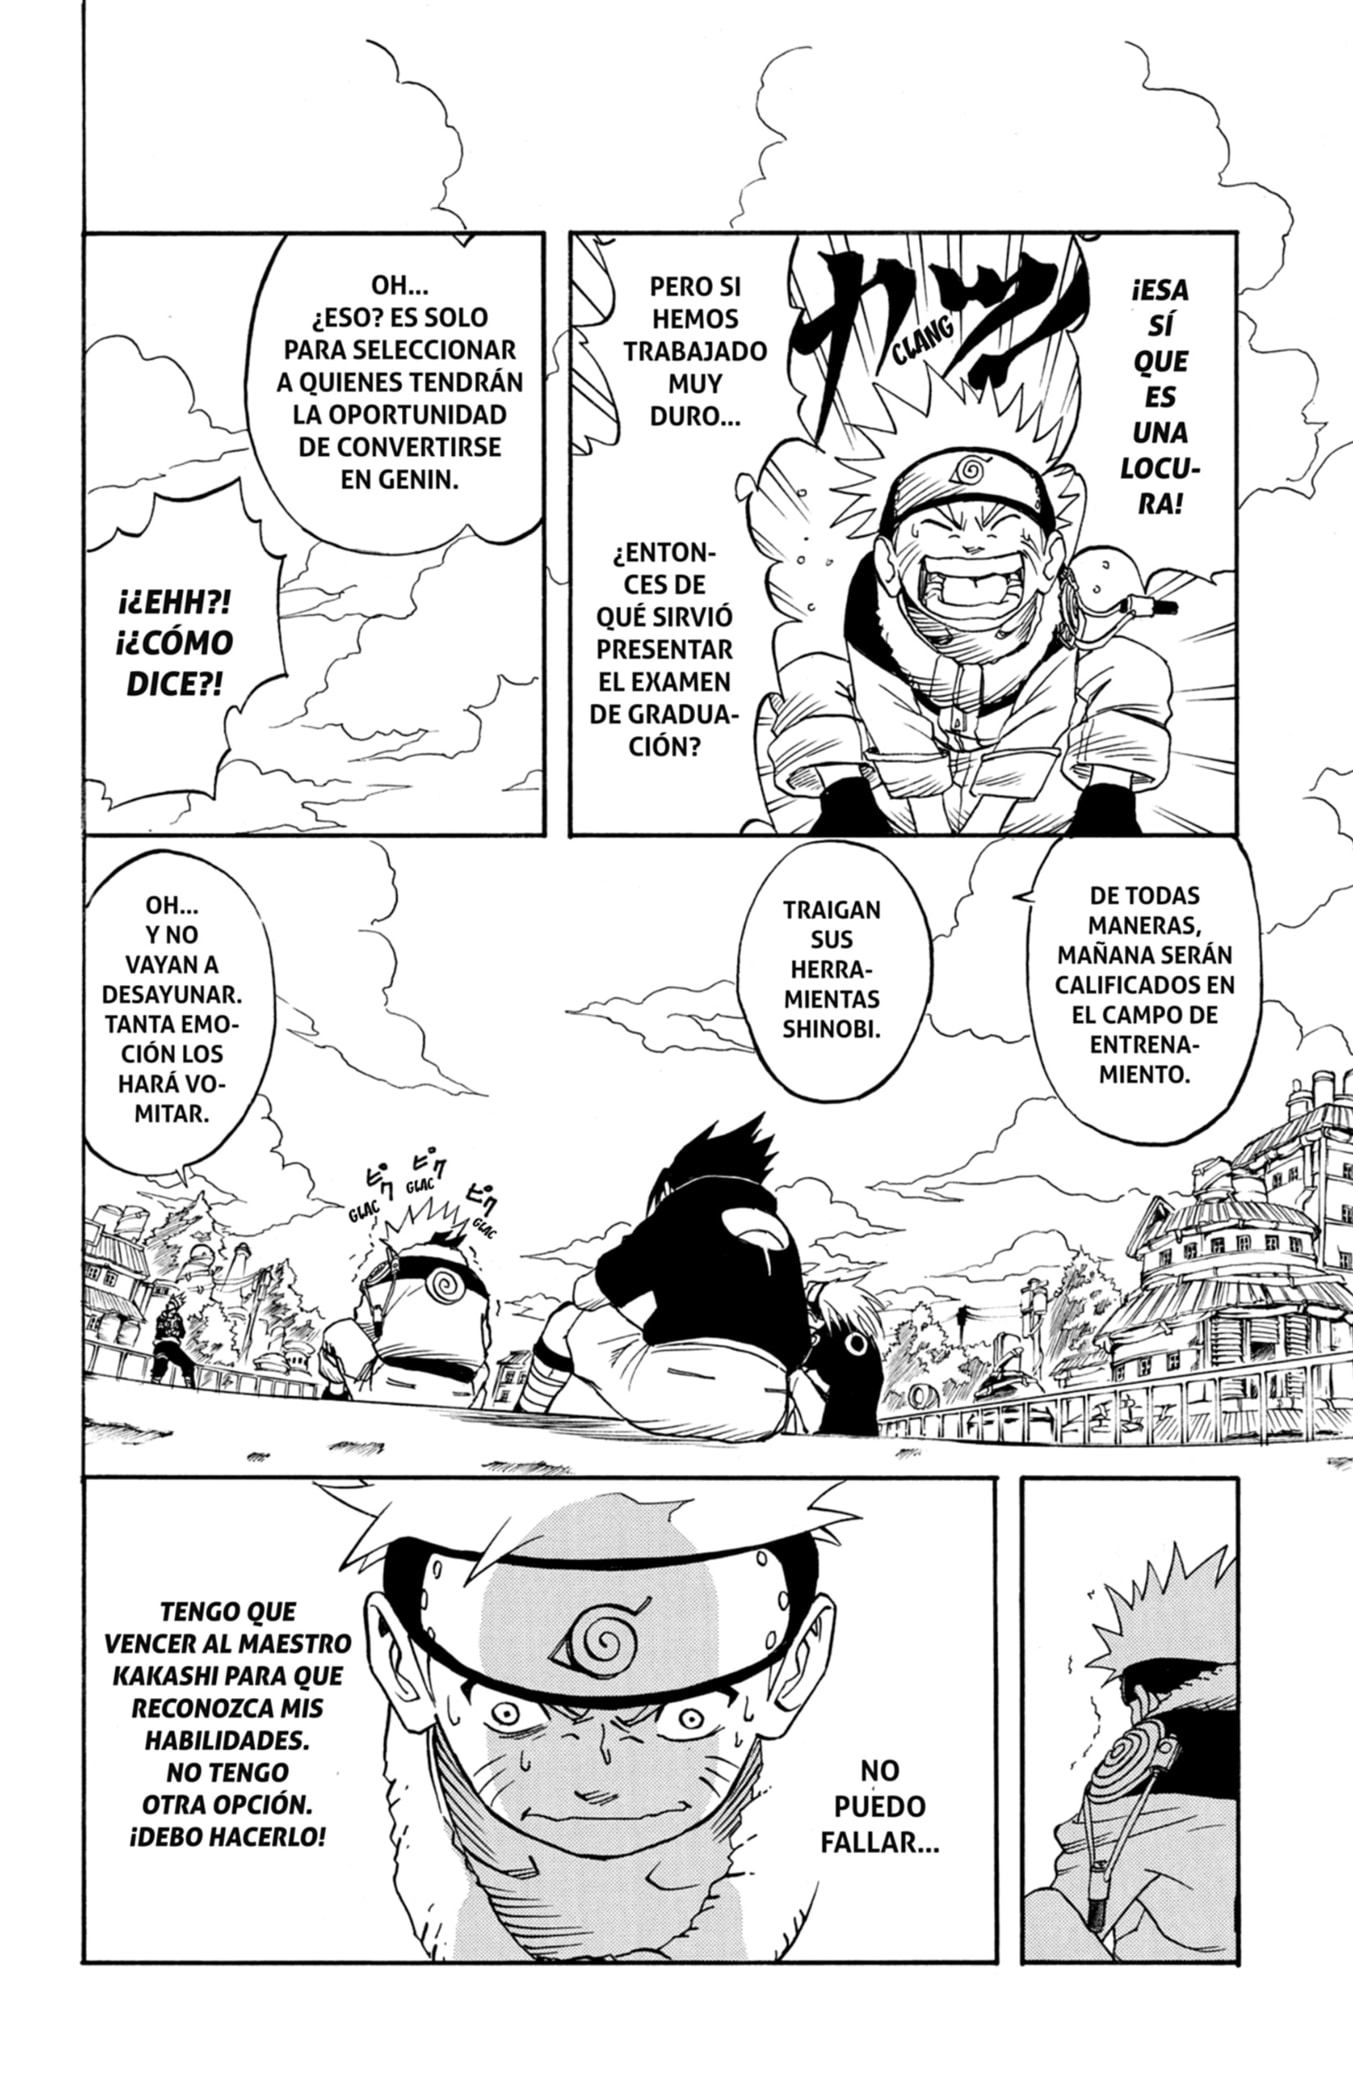 ¡ESA
SÍ
QUE
ES
UNA
LOCU-
RA!
ガッ
CLANG
PERO SI
HEMOS
TRABAJADO
MUY
DURO...
¿ENTON-
CES DE
QUÉ SIRVIÓ
PRESENTAR
EL EXAMEN
DE GRADUA-
CIÓN?
OH...
¿ESO? ES SOLO
PARA SELECCIONAR
A QUIENES TENDRÁN
LA OPORTUNIDAD
DE CONVERTIRSE
EN GENIN.
¡¿EHH?!
¡¿CÓMO
DICE?!
DE TODAS
MANERAS,
MAÑANA SERÁN
CALIFICADOS EN
EL CAMPO DE
ENTRENA-
MIENTO.
TRAIGAN
SUS
HERRA-
MIENTAS
SHINOBI.
ピク
GLAC
ピク
GLAC
ピク
GLAC
OH...
Y NO
VAYAN A
DESAYUNAR.
TANTA EMO-
CIÓN LOS
HARÁ VO-
MITAR.
NO
PUEDO
FALLAR...
TENGO QUE
VENCER AL MAESTRO
KAKASHI PARA QUE
RECONOZCA MIS
HABILIDADES.
NO TENGO
OTRA OPCIÓN.
¡DEBO HACERLO!